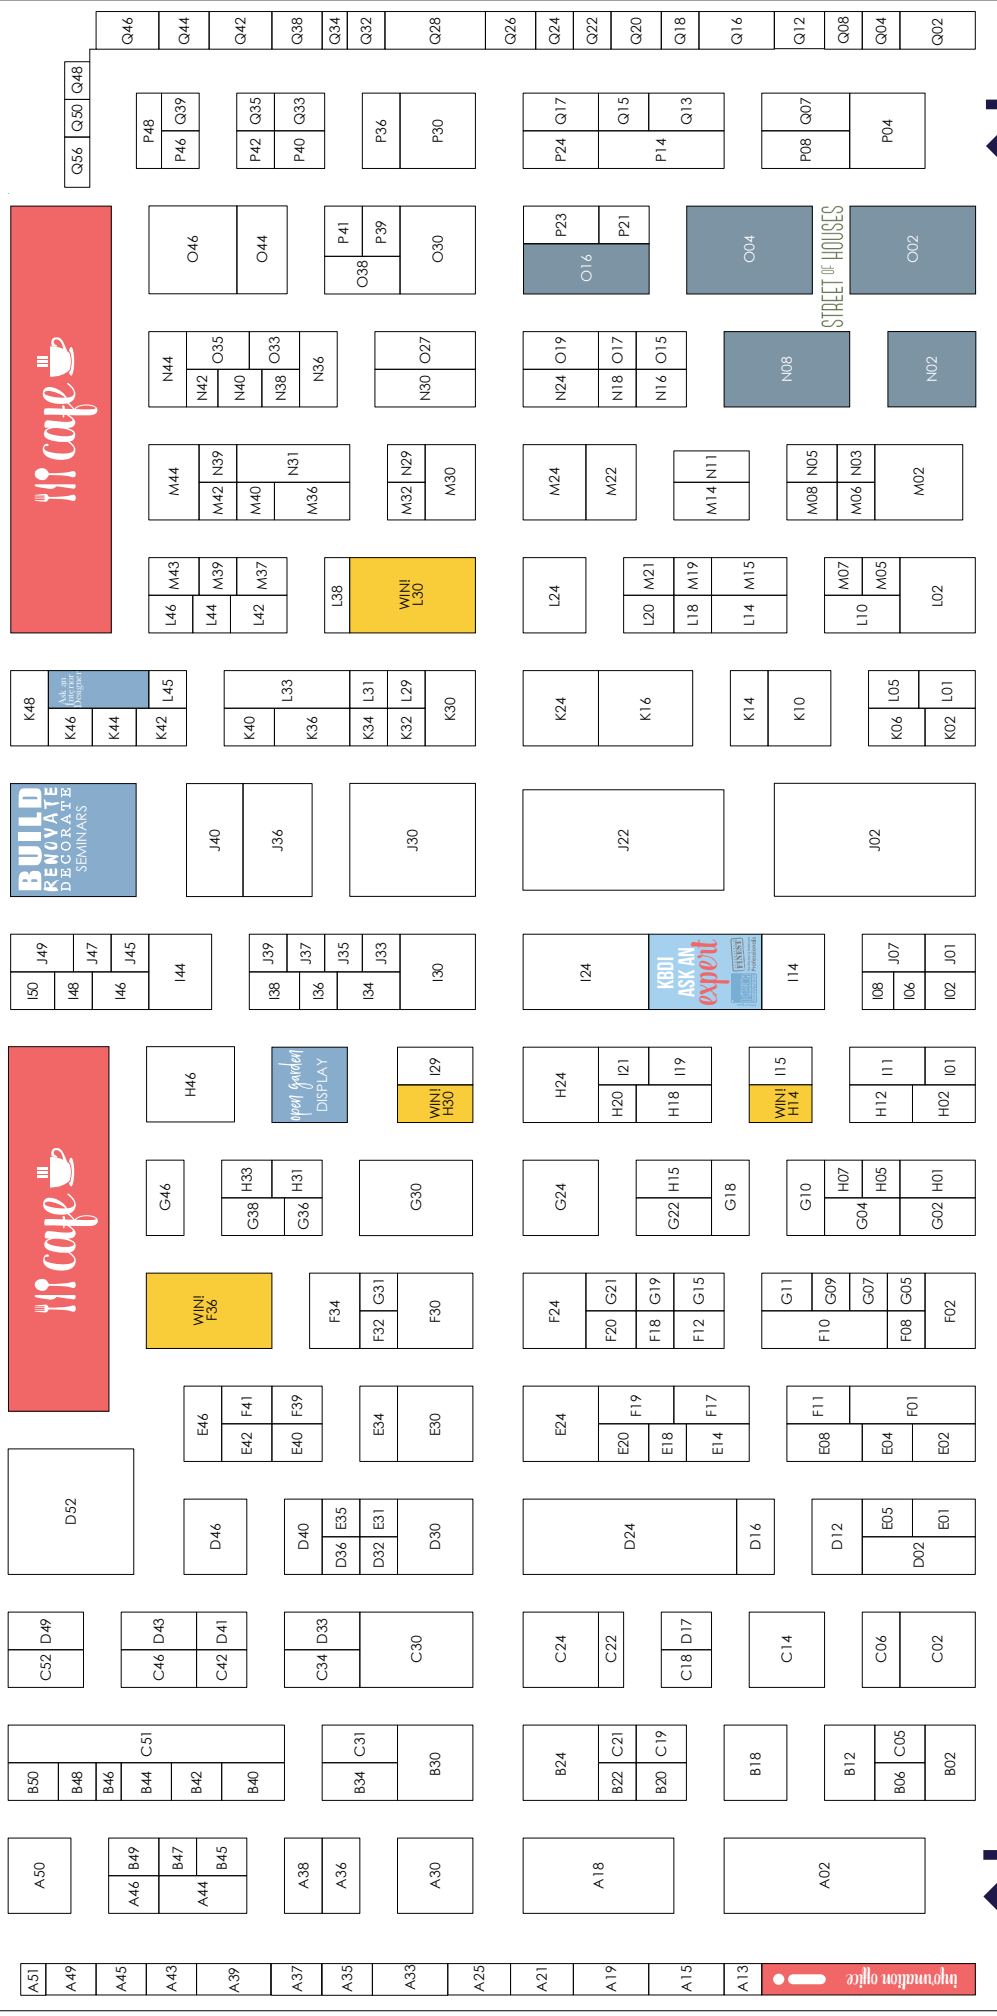 Q46
Q44
Q42
Q38
Q34
Q32
Q28
Q26
Q24
Q22
Q20
Q18
Q16
Q12
Q08
Q04
Q02
Q48
Q50
Q56
P48
Q39
P46
Q35
Q33
P42
P40
P36
P30
Q17
Q15
Q13
P24
P14
Q07
P08
P04
cafe
O46
O44
P41
P39
O38
O30
P23
P21
O16
O04
STREET OF HOUSES
O02
N44
O35
O33
N42
N40
N38
N36
O27
N30
O19
O17
O15
N24
N18
N16
N08
N02
M44
N39
N31
M42
M40
M36
N29
M32
M30
M24
M22
N11
M14
N05
N03
M08
M06
M02
M43
M39
M37
L46
L44
L42
L38
WIN!
L30
L24
M21
M19
M15
L20
L18
L14
M07
M05
L10
L02
K48
Ask an
Interior
Designer
L45
K46
K44
K42
L33
L31
L29
K40
K36
K34
K32
K30
K24
K16
K14
K10
L05
L01
K06
K02
BUILD
RENOVATE
DECORATE
SEMINARS
J40
J36
J30
J22
J02
J49
J47
J45
I50
I48
I46
I44
J39
J37
J35
J33
I38
I36
I34
I30
I24
KBDI
ASK AN
expert
FINEST
I14
J07
J01
I08
I06
I02
cafe
H46
open garden
DISPLAY
I29
WIN!
H30
H24
I21
I19
H20
H18
I15
WIN!
H14
I11
I01
H12
H02
G46
H33
H31
G38
G36
G30
G24
H15
G22
G18
G10
H07
H05
H01
G04
G02
WIN!
F36
F34
G31
F32
F30
F24
G21
G19
G15
F20
F18
F12
G11
G09
G07
G05
F10
F08
F02
E46
F41
F39
E42
E40
E34
E30
E24
F19
F17
E20
E18
E14
F11
F01
E08
E04
E02
D52
D46
D40
E35
E31
D36
D32
D30
D24
D16
D12
E05
E01
D02
D49
C52
D43
D41
C46
C42
D33
C34
C30
C24
C22
D17
C18
C14
C06
C02
C51
B50
B48
B46
B44
B42
B40
C31
B34
B30
B24
C21
C19
B22
B20
B18
B12
C05
B06
B02
A50
B49
B47
B45
A46
A44
A38
A36
A30
A18
A02
A51
A49
A45
A43
A39
A37
A35
A33
A25
A21
A19
A15
A13
information office